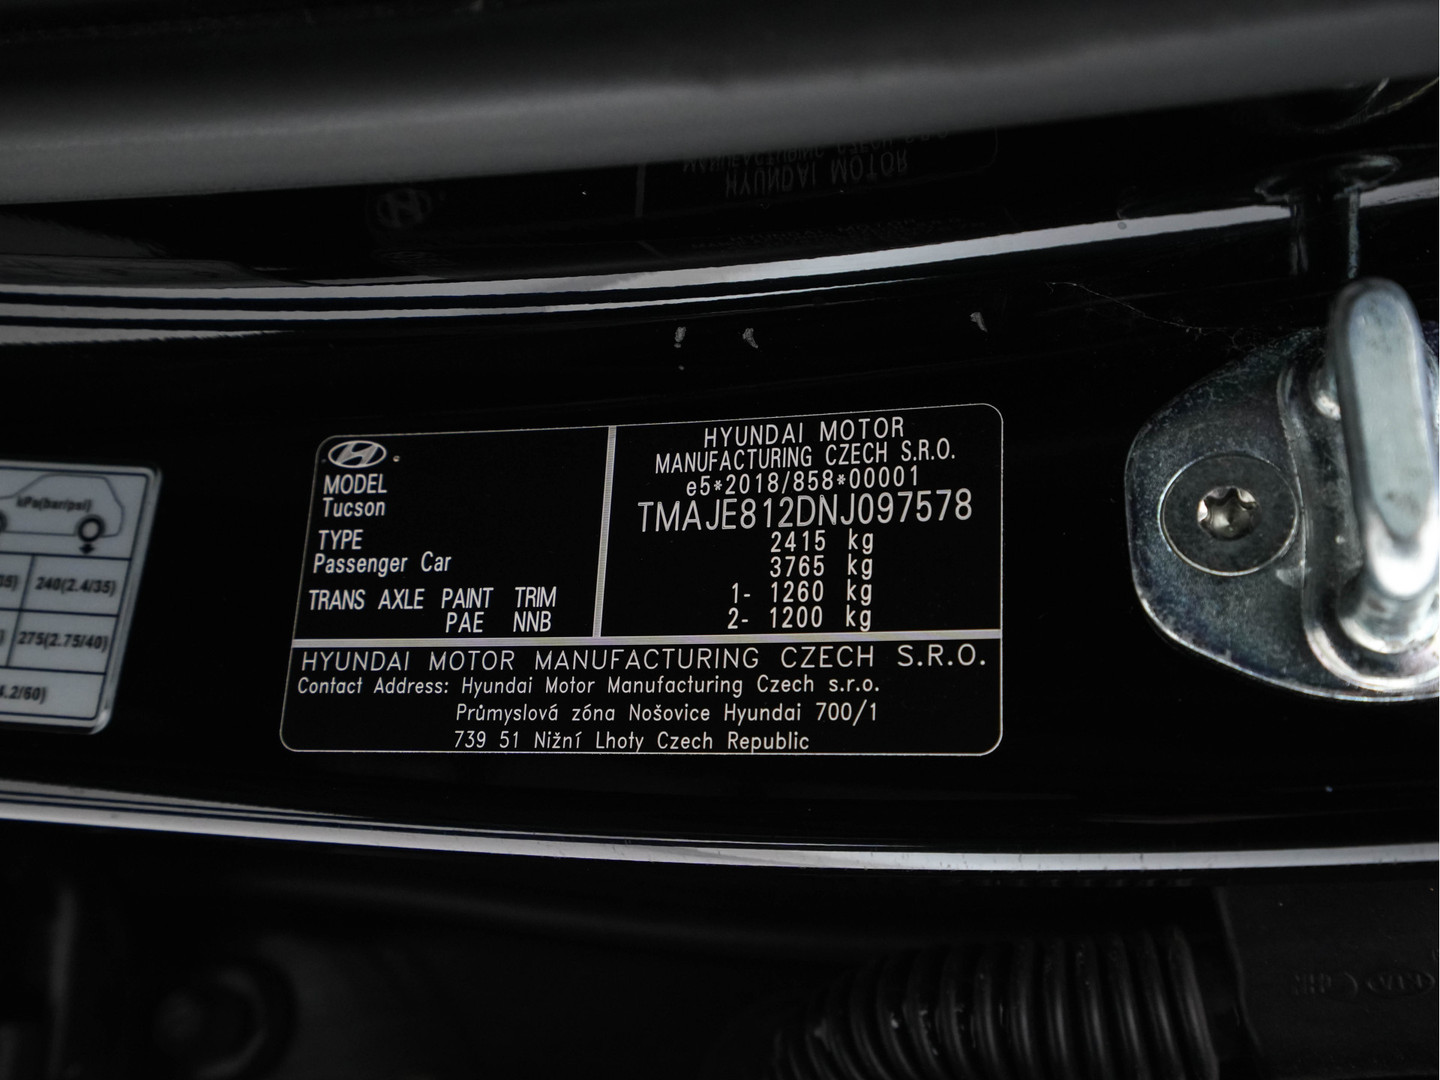 MODEL
Tucson
TYPE
Passenger Car
TRANS AXLE PAINT TRIM
PAE NNB
HYUNDAI MOTOR
MANUFACTURING CZECH S.R.O.
e5*2018/858*00001
TMAJE812DNJ097578
2415 kg
3765 kg
1- 1260 kg
2- 1200 kg
HYUNDAI MOTOR MANUFACTURING CZECH S.R.O.
Contact Address: Hyundai Motor Manufacturing Czech s.r.o.
Průmyslová zóna Nošovice Hyundai 700/1
739 51 Nižní Lhoty Czech Republic
kPa(bar/psi)
240(2.4/35)
275(2.75/40)